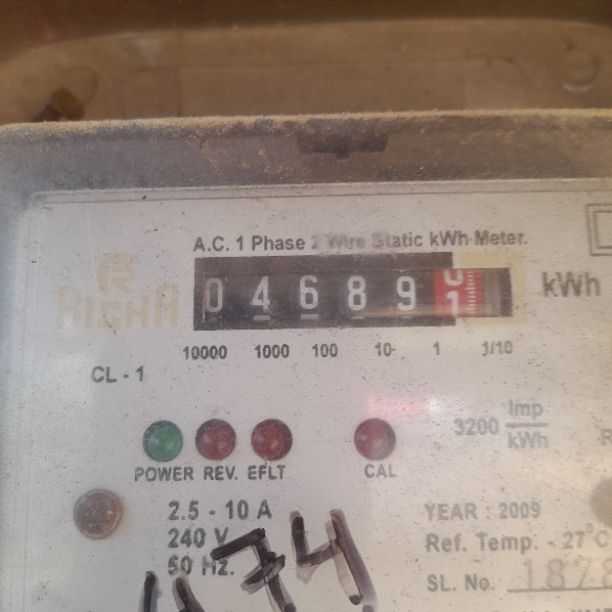 A.C. 1 Phase 2 Wire Static kWh Meter.
0 4 6 8 9 1 kWh
10000 1000 100 10 1 1/10
CL - 1
3200 Imp/kWh
POWER REV. EFLT CAL
2.5 - 10 A
240 V
50 Hz.
74
YEAR : 2009
Ref. Temp. - 27°C
SL. No. 1878